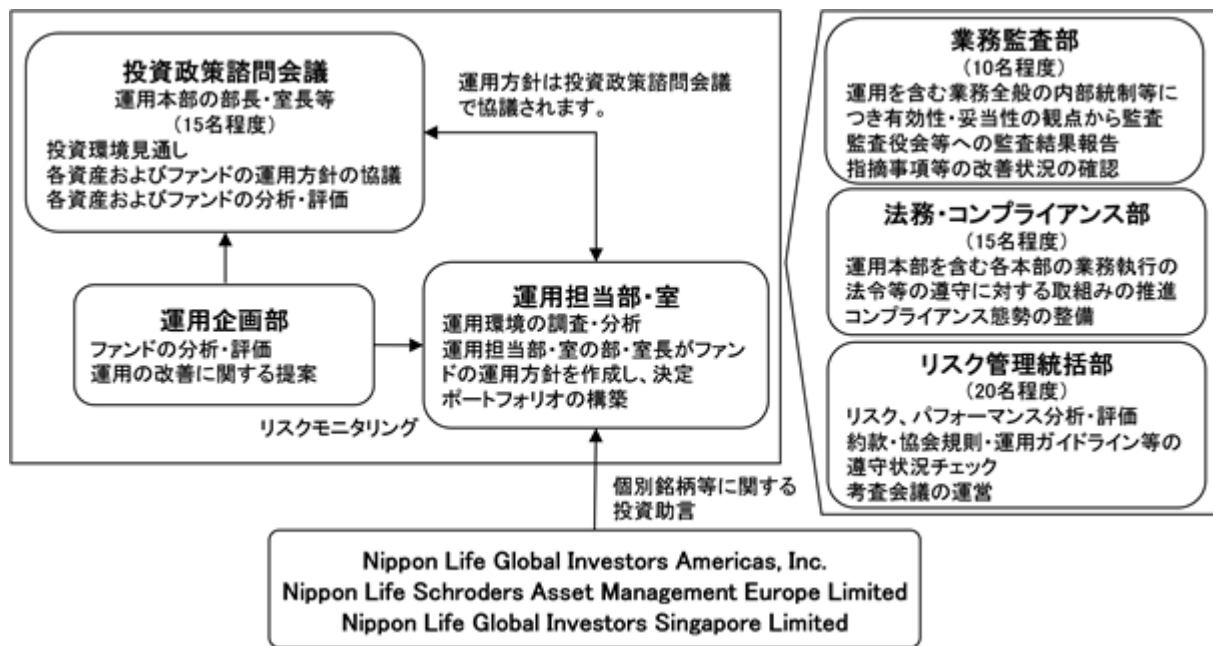 投資政策諮問会議
運用本部の部長・室長等
(15名程度)
投資環境見通し
各資産およびファンドの運用方針の協議
各資産およびファンドの分析・評価
運用方針は投資政策諮問会議
で協議されます。
運用企画部
ファンドの分析・評価
運用の改善に関する提案
リスクモニタリング
運用担当部・室
運用環境の調査・分析
運用担当部・室の部・室長がファン
ドの運用方針を作成し、決定
ポートフォリオの構築
個別銘柄等に関する
投資助言
Nippon Life Global Investors Americas, Inc.
Nippon Life Schroders Asset Management Europe Limited
Nippon Life Global Investors Singapore Limited
業務監査部
(10名程度)
運用を含む業務全般の内部統制等に
つき有効性・妥当性の観点から監査
監査役会等への監査結果報告
指摘事項等の改善状況の確認
法務・コンプライアンス部
(15名程度)
運用本部を含む各本部の業務執行の
法令等の遵守に対する取組みの推進
コンプライアンス態勢の整備
リスク管理統括部
(20名程度)
リスク、パフォーマンス分析・評価
約款・協会規則・運用ガイドライン等の
遵守状況チェック
考査会議の運営